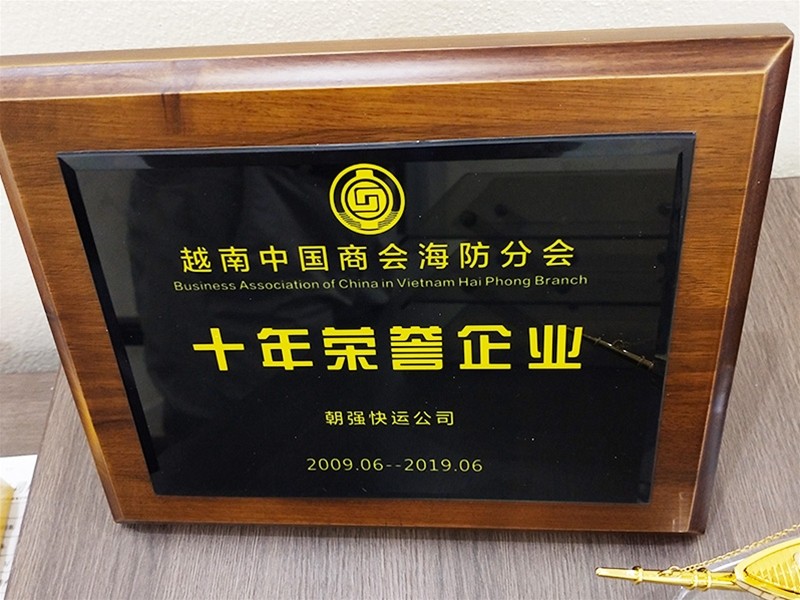 越南中国商会海防分会
Business Association of China in Vietnam Hai Phong Branch
十年荣誉企业
朝强快运公司
2009.06--2019.06